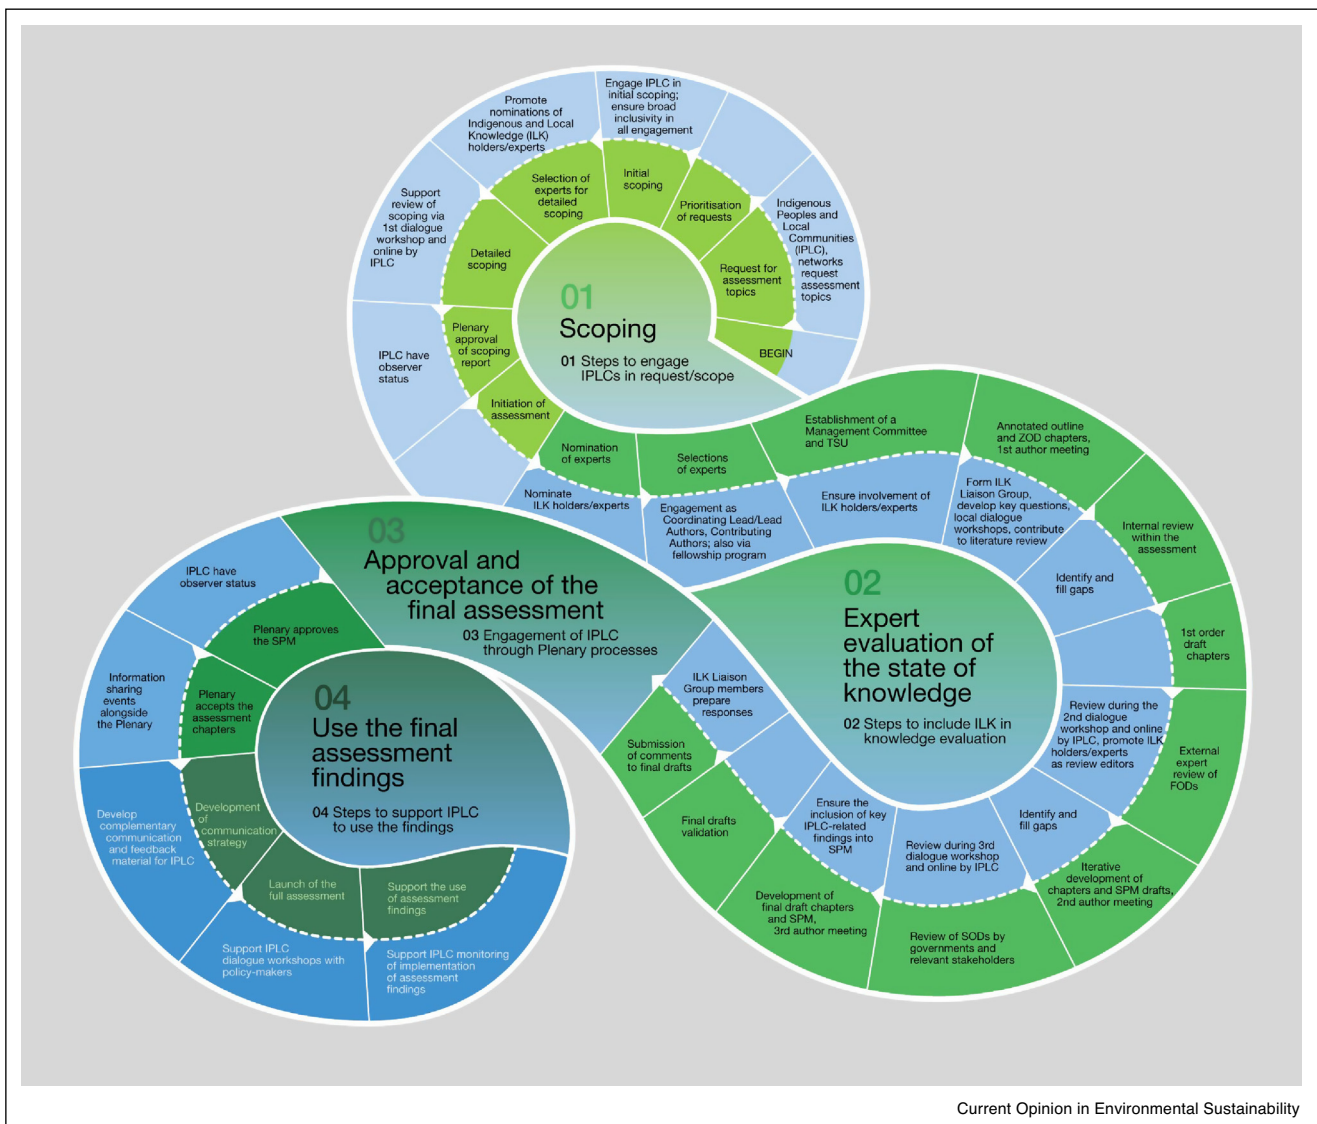 Engage IPLC in
initial scoping;
ensure broad
inclusivity in
all engagement
Promote
nominations of
Indigenous and Local
Knowledge (ILK)
holders/experts
Support
review of
scoping via
1st dialogue
workshop and
online by
IPLC
IPLC have
observer
status
Indigenous
Peoples and
Local
Communities
(IPLC),
networks
request
assessment
topics
BEGIN
Request for
assessment
topics
Prioritisation
of requests
Initial
scoping
Selection of
experts for
detailed
scoping
Detailed
scoping
Plenary
approval
of scoping
report
Initiation of
assessment
01
Scoping
01 Steps to engage
IPLCs in request/scope
Nomination
of experts
Selections
of experts
Establishment of a
Management Committee
and TSU
Annotated outline
and ZOD chapters,
1st author meeting
Internal review
within the
assessment
1st order
draft
chapters
External
expert
review of
FODs
Iterative
development of
chapters and SPM drafts,
2nd author meeting
Review of SODs by
governments and
relevant stakeholders
Development of
final draft chapters
and SPM,
3rd author meeting
Final drafts
validation
Submission
of comments
to final drafts
Nominate
ILK holders/experts
Engagement as
Coordinating Lead/Lead
Authors, Contributing
Authors; also via
fellowship program
Ensure involvement of
ILK holders/experts
Form ILK
Liaison Group,
develop key questions,
local dialogue
workshops, contribute
to literature review
Identify and
fill gaps
Review during the
2nd dialogue
workshop and online
by IPLC, promote ILK
holders/experts
as review editors
Identify and
fill gaps
Review during 3rd
dialogue workshop
and online by IPLC
Ensure the
inclusion of key
IPLC-related
findings into
SPM
ILK Liaison
Group members
prepare
responses
02
Expert
evaluation of
the state of
knowledge
02 Steps to include ILK in
knowledge evaluation
03
Approval and
acceptance of the
final assessment
03 Engagement of IPLC
through Plenary processes
IPLC have
observer status
Plenary approves
the SPM
Information
sharing
events
alongside
the Plenary
Plenary
accepts the
assessment
chapters
04
Use the final
assessment
findings
04 Steps to support IPLC
to use the findings
Develop
complementary
communication
and feedback
material for IPLC
Development
of
communication
strategy
Launch of the
full assessment
Support the use
of assessment
findings
Support IPLC
dialogue workshops with
policy-makers
Support IPLC monitoring
of implementation
of assessment
findings
Current Opinion in Environmental Sustainability